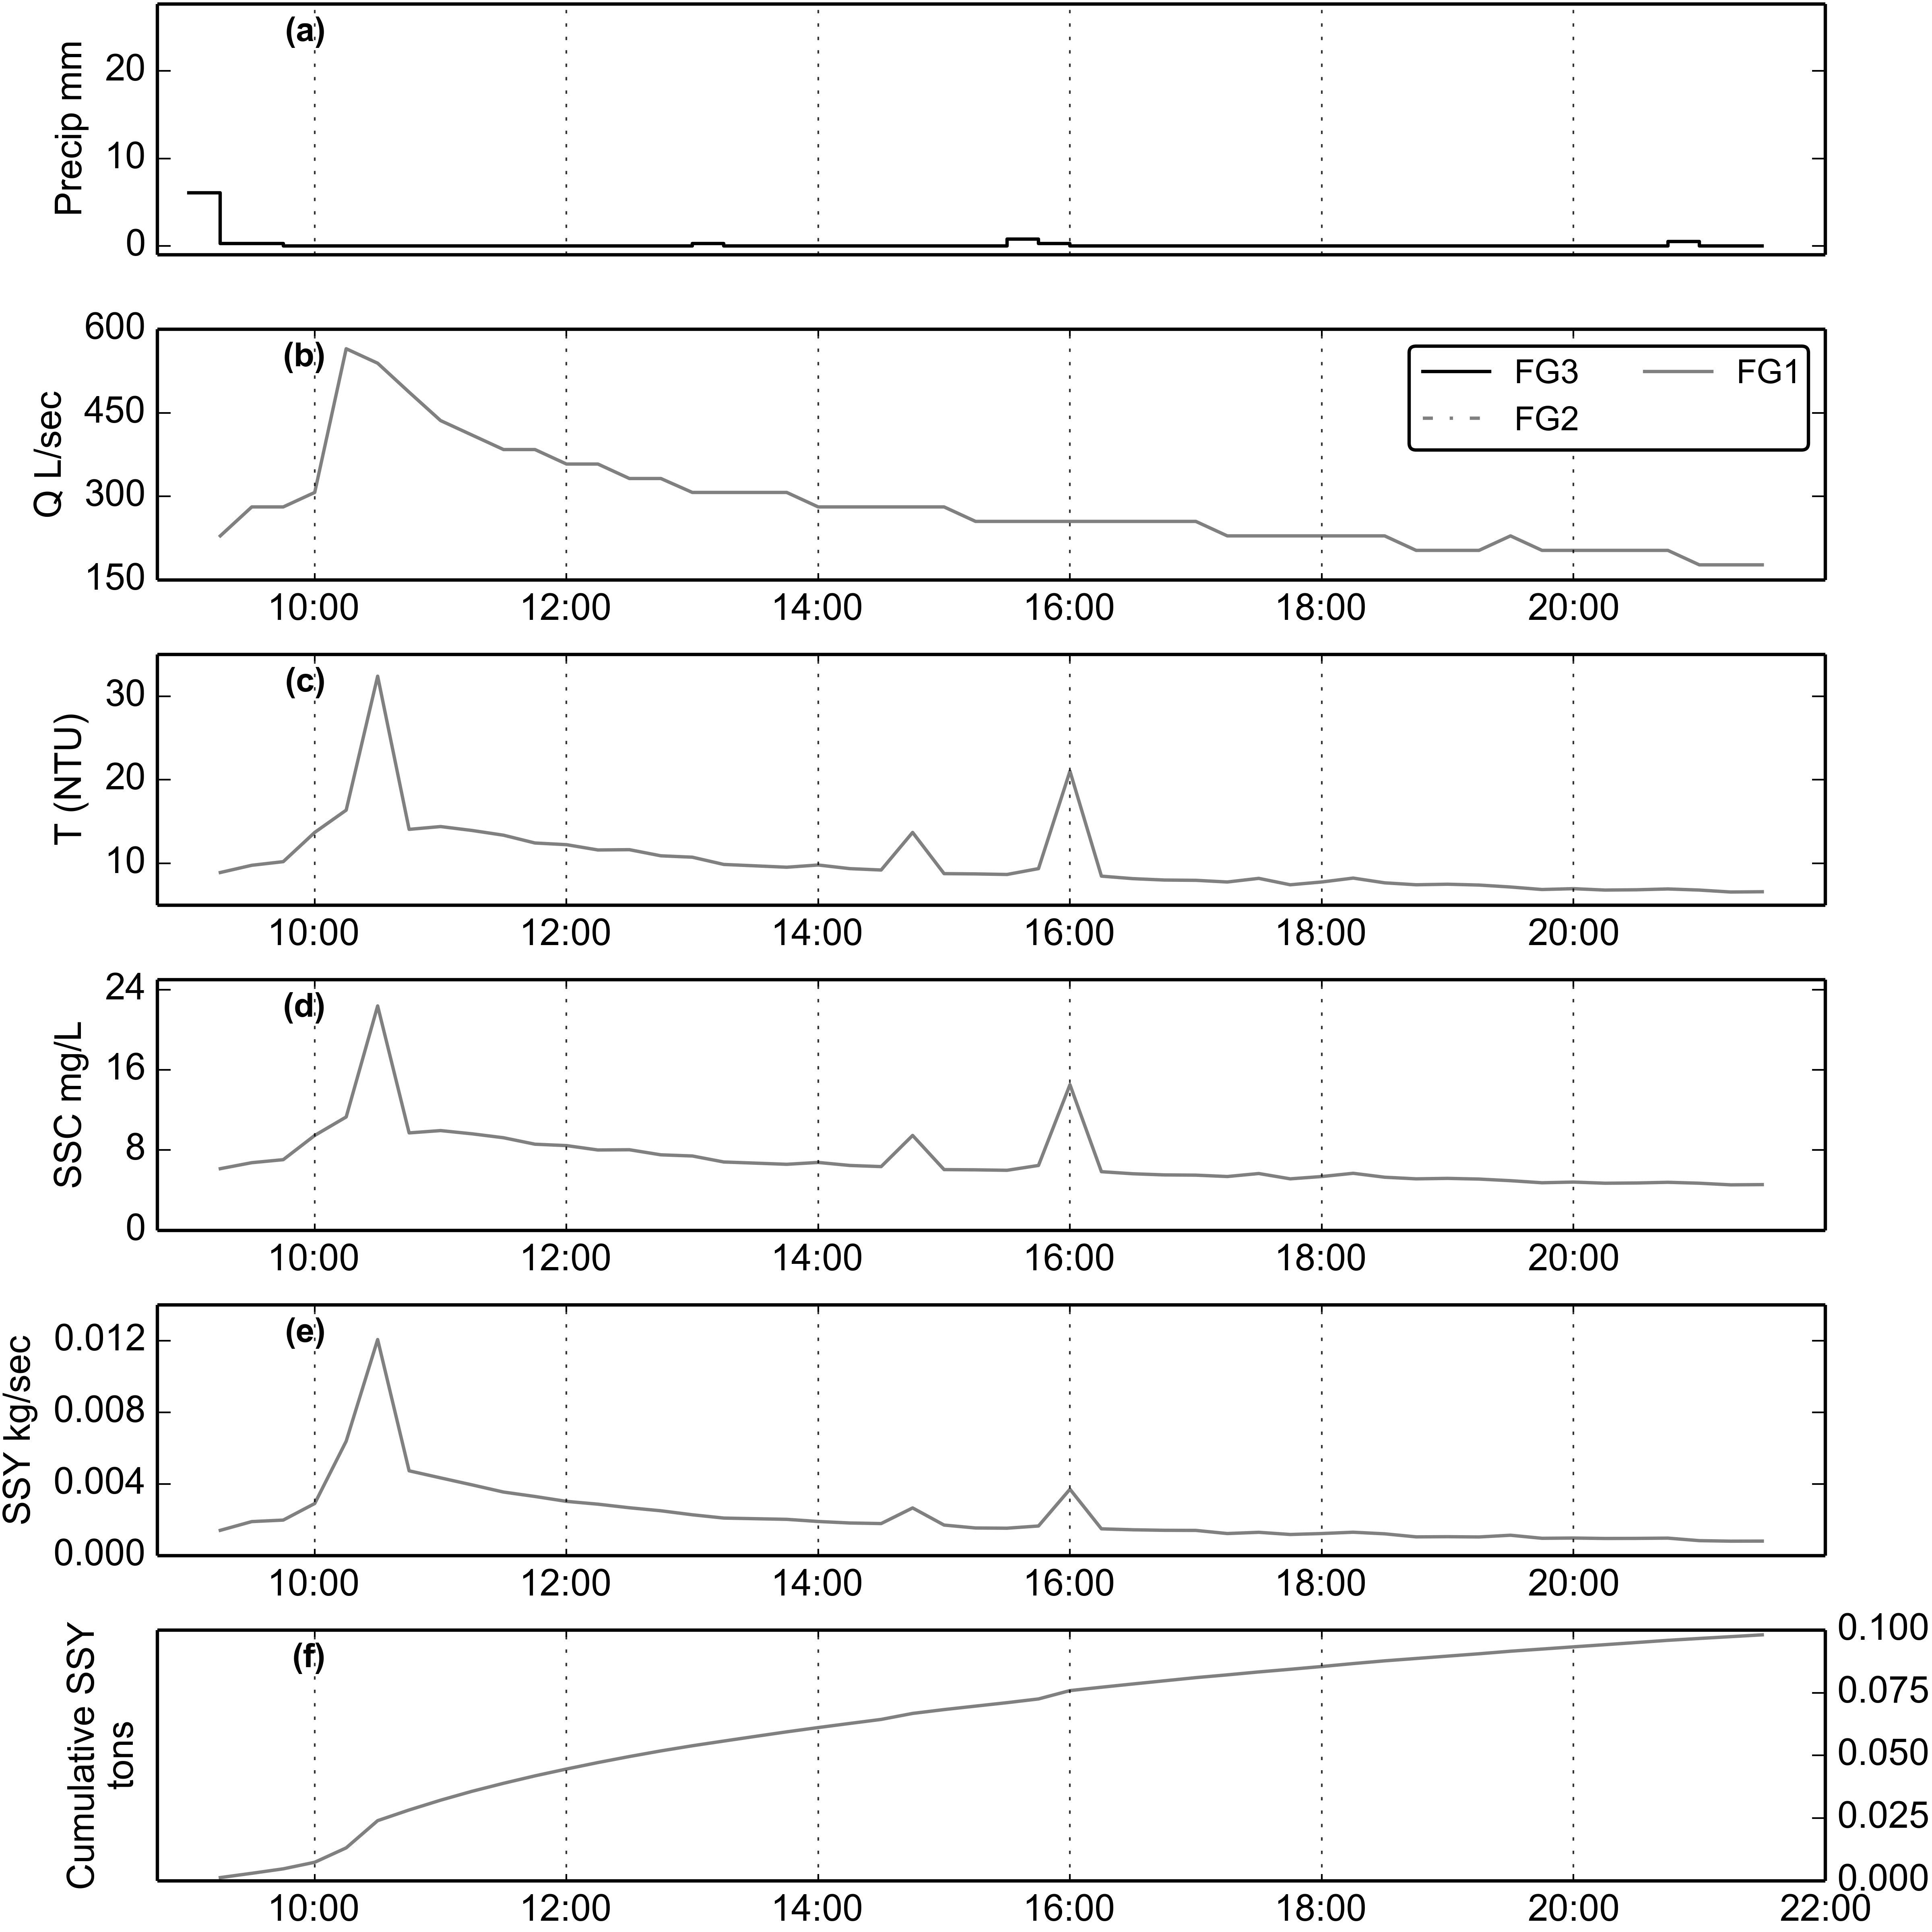 (a)
Precip mm
20
10
0
(b)
Q L/sec
600
450
300
150
FG3 FG1
FG2
10:00 12:00 14:00 16:00 18:00 20:00
(c)
T (NTU)
30
20
10
10:00 12:00 14:00 16:00 18:00 20:00
(d)
SSC mg/L
24
16
8
0
10:00 12:00 14:00 16:00 18:00 20:00
(e)
SSY kg/sec
0.012
0.008
0.004
0.000
10:00 12:00 14:00 16:00 18:00 20:00
(f)
Cumulative SSY
tons
0.100
0.075
0.050
0.025
0.000
10:00 12:00 14:00 16:00 18:00 20:00 22:00